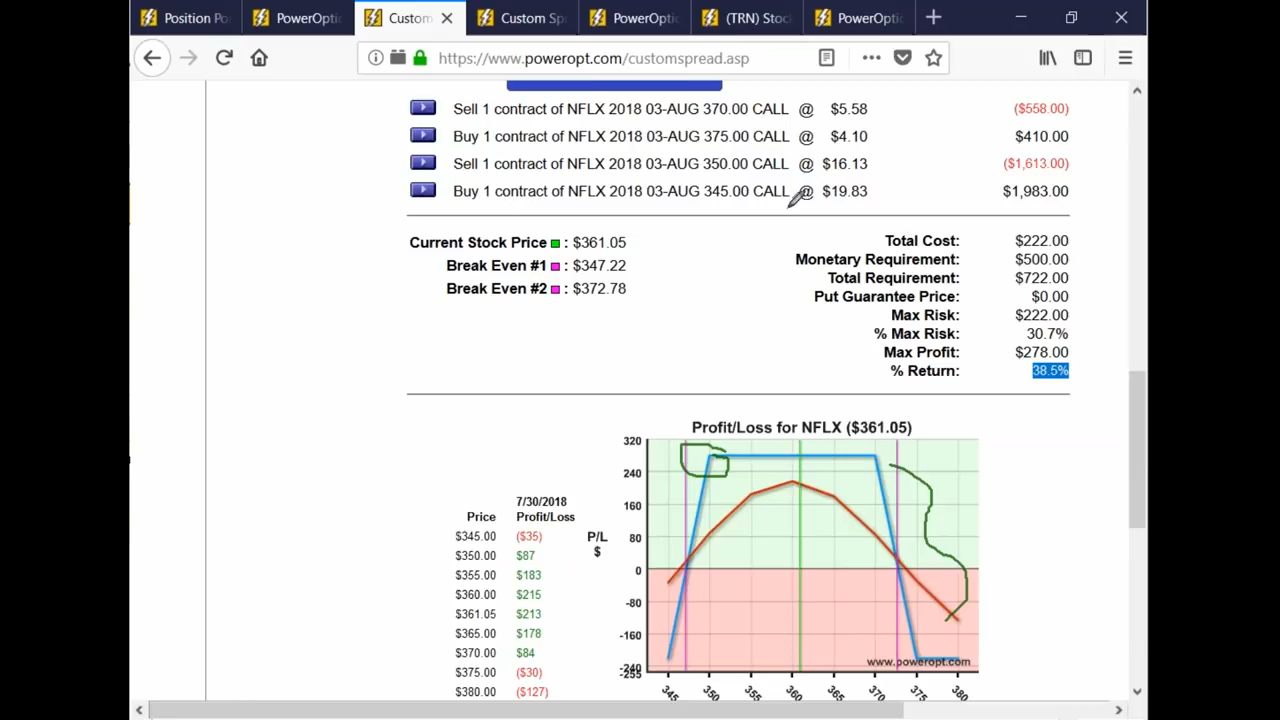 Position Po
PowerOptic
Custom
Custom Spr
PowerOptic
(TRN) Stoc
PowerOptic
https://www.poweropt.com/customspread.asp
Sell 1 contract of NFLX 2018 03-AUG 370.00 CALL @ $5.58 ($558.00)
Buy 1 contract of NFLX 2018 03-AUG 375.00 CALL @ $4.10 $410.00
Sell 1 contract of NFLX 2018 03-AUG 350.00 CALL @ $16.13 ($1,613.00)
Buy 1 contract of NFLX 2018 03-AUG 345.00 CALL @ $19.83 $1,983.00
Current Stock Price : $361.05
Break Even #1 : $347.22
Break Even #2 : $372.78
Total Cost: $222.00
Monetary Requirement: $500.00
Total Requirement: $722.00
Put Guarantee Price: $0.00
Max Risk: $222.00
% Max Risk: 30.7%
Max Profit: $278.00
% Return: 38.5%
Profit/Loss for NFLX ($361.05)
7/30/2018
Price Profit/Loss
$345.00 ($35)
$350.00 $87
$355.00 $183
$360.00 $215
$361.05 $213
$365.00 $178
$370.00 $84
$375.00 ($30)
$380.00 ($127)
P/L
$
320
240
160
80
0
-80
-160
-240
-255
www.poweropt.com
345 350 355 360 365 370 375 380